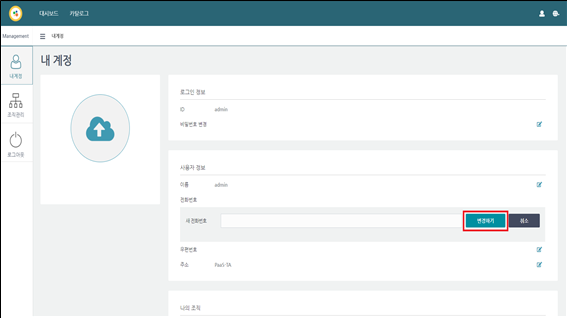 대시보드 카탈로그
Management 내계정
내계정
조직관리
로그아웃
내 계정
로그인 정보
ID admin
비밀번호 변경
사용자 정보
이름 admin
전화번호
새 전화번호 변경하기 취소
우편번호
주소 PaaS-TA
나의 조직